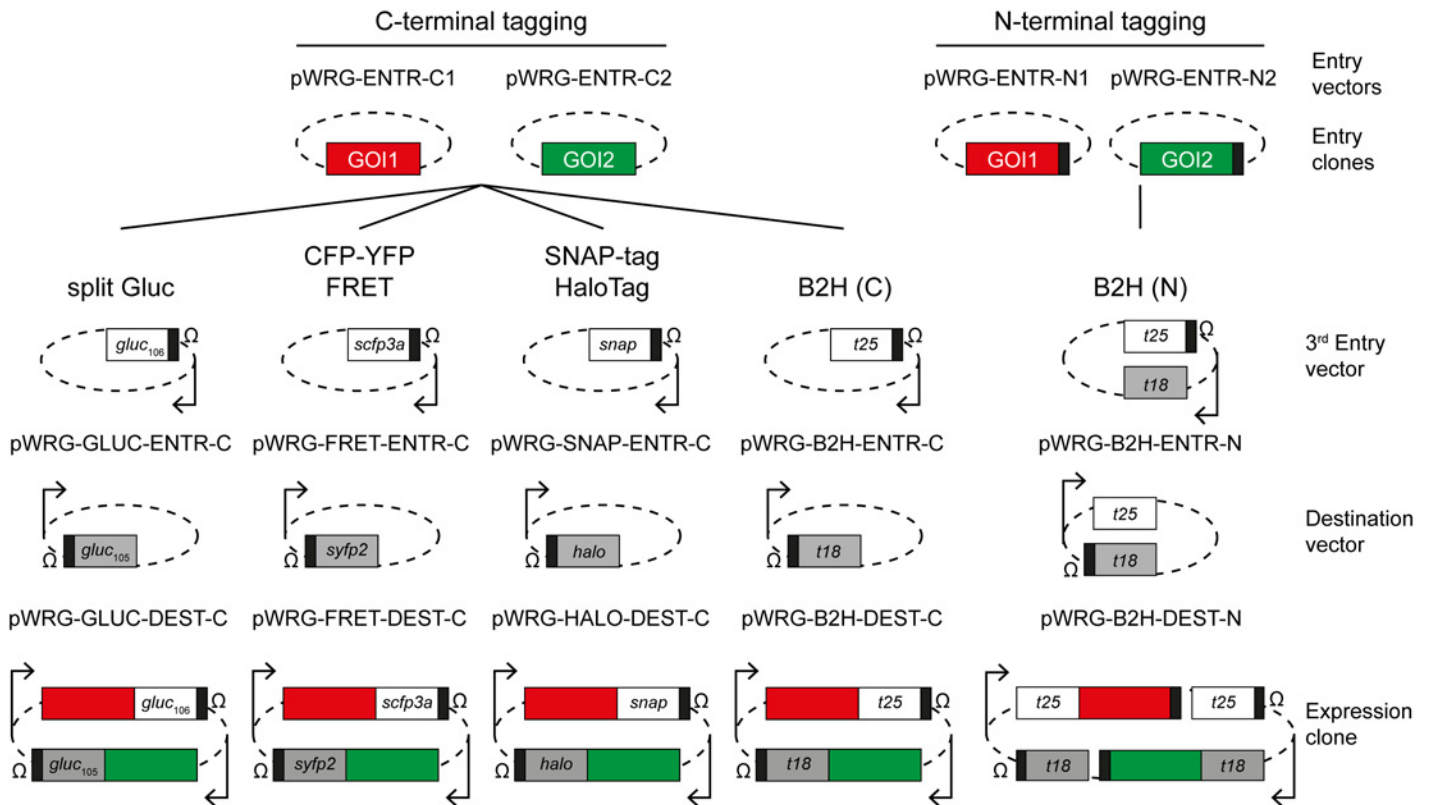 C-terminal tagging
N-terminal tagging
pWRG-ENTR-C1
pWRG-ENTR-C2
pWRG-ENTR-N1
pWRG-ENTR-N2
Entry
vectors
GOI1
GOI2
GOI1
GOI2
Entry
clones
split Gluc
CFP-YFP
FRET
SNAP-tag
HaloTag
B2H (C)
B2H (N)
gluc106
Ω
scfp3a
Ω
snap
Ω
t25
Ω
t25
Ω
t18
3rd Entry
vector
pWRG-GLUC-ENTR-C
pWRG-FRET-ENTR-C
pWRG-SNAP-ENTR-C
pWRG-B2H-ENTR-C
pWRG-B2H-ENTR-N
Ω
gluc105
Ω
syfp2
Ω
halo
Ω
t18
t25
Ω
t18
Destination
vector
pWRG-GLUC-DEST-C
pWRG-FRET-DEST-C
pWRG-HALO-DEST-C
pWRG-B2H-DEST-C
pWRG-B2H-DEST-N
gluc106
Ω
scfp3a
Ω
snap
Ω
t25
Ω
t25
t25
Ω
Expression
clone
Ω
gluc105
Ω
syfp2
Ω
halo
Ω
t18
Ω
t18
t18